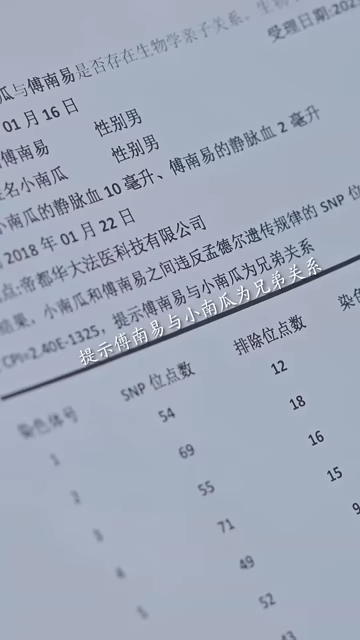 瓜与傅南易是否存在生物学亲子关系。生物学
受理日期:202
01月16日
性别男
傅南易
性别男
名小南瓜
小南瓜的静脉血10毫升、傅南易的静脉血2毫升
2018年01月22日
点:帝都华大法医科技有限公司
结果，小南瓜和傅南易之间违反孟德尔遗传规律的SNP位
CPI=2.40E-1325，提示傅南易与小南瓜为兄弟关系
提示傅南易与小南瓜为兄弟关系
染色体号 SNP位点数 排除位点数 染色
1 54 12
2 69 18
3 55 16
4 71 15
5 49 9
52
43